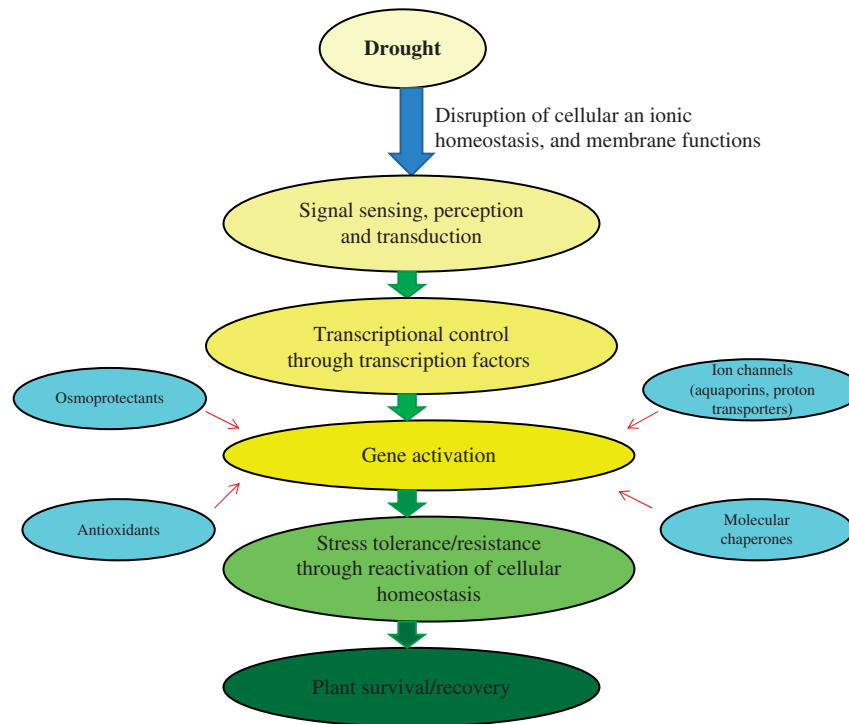 Drought
Disruption of cellular an ionic
homeostasis, and membrane functions
Signal sensing, perception
and transduction
Transcriptional control
through transcription factors
Osmoprotectants
Ion channels
(aquaporins, proton
transporters)
Gene activation
Antioxidants
Molecular
chaperones
Stress tolerance/resistance
through reactivation of cellular
homeostasis
Plant survival/recovery